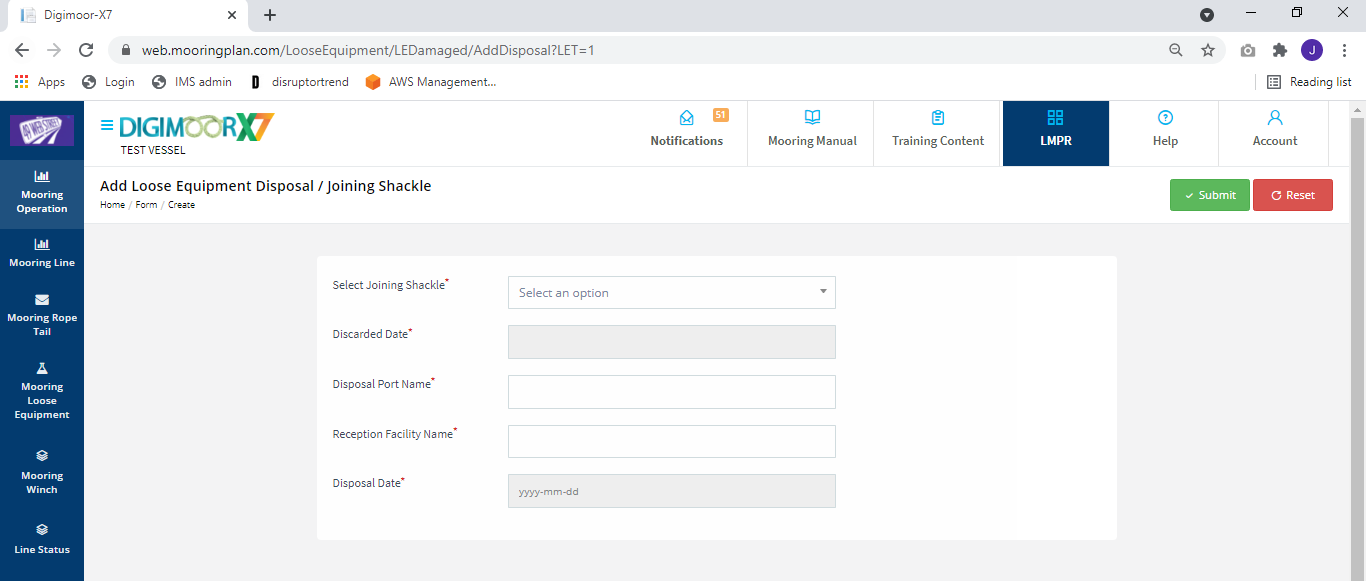 Digimoor-X7
web.mooringplan.com/LooseEquipment/LEDamaged/AddDisposal?LET=1
J
Apps
Login
IMS admin
D
disruptortrend
AWS Management...
Reading list
49 WEB STREET
DIGIMOORX7
TEST VESSEL
51
Notifications
Mooring Manual
Training Content
LMPR
Help
Account
Mooring
Operation
Mooring Line
Mooring Rope
Tail
Mooring
Loose
Equipment
Mooring
Winch
Line Status
Add Loose Equipment Disposal / Joining Shackle
Home / Form / Create
Submit
Reset
Select Joining Shackle*
Select an option
Discarded Date*
Disposal Port Name*
Reception Facility Name*
Disposal Date*
yyyy-mm-dd